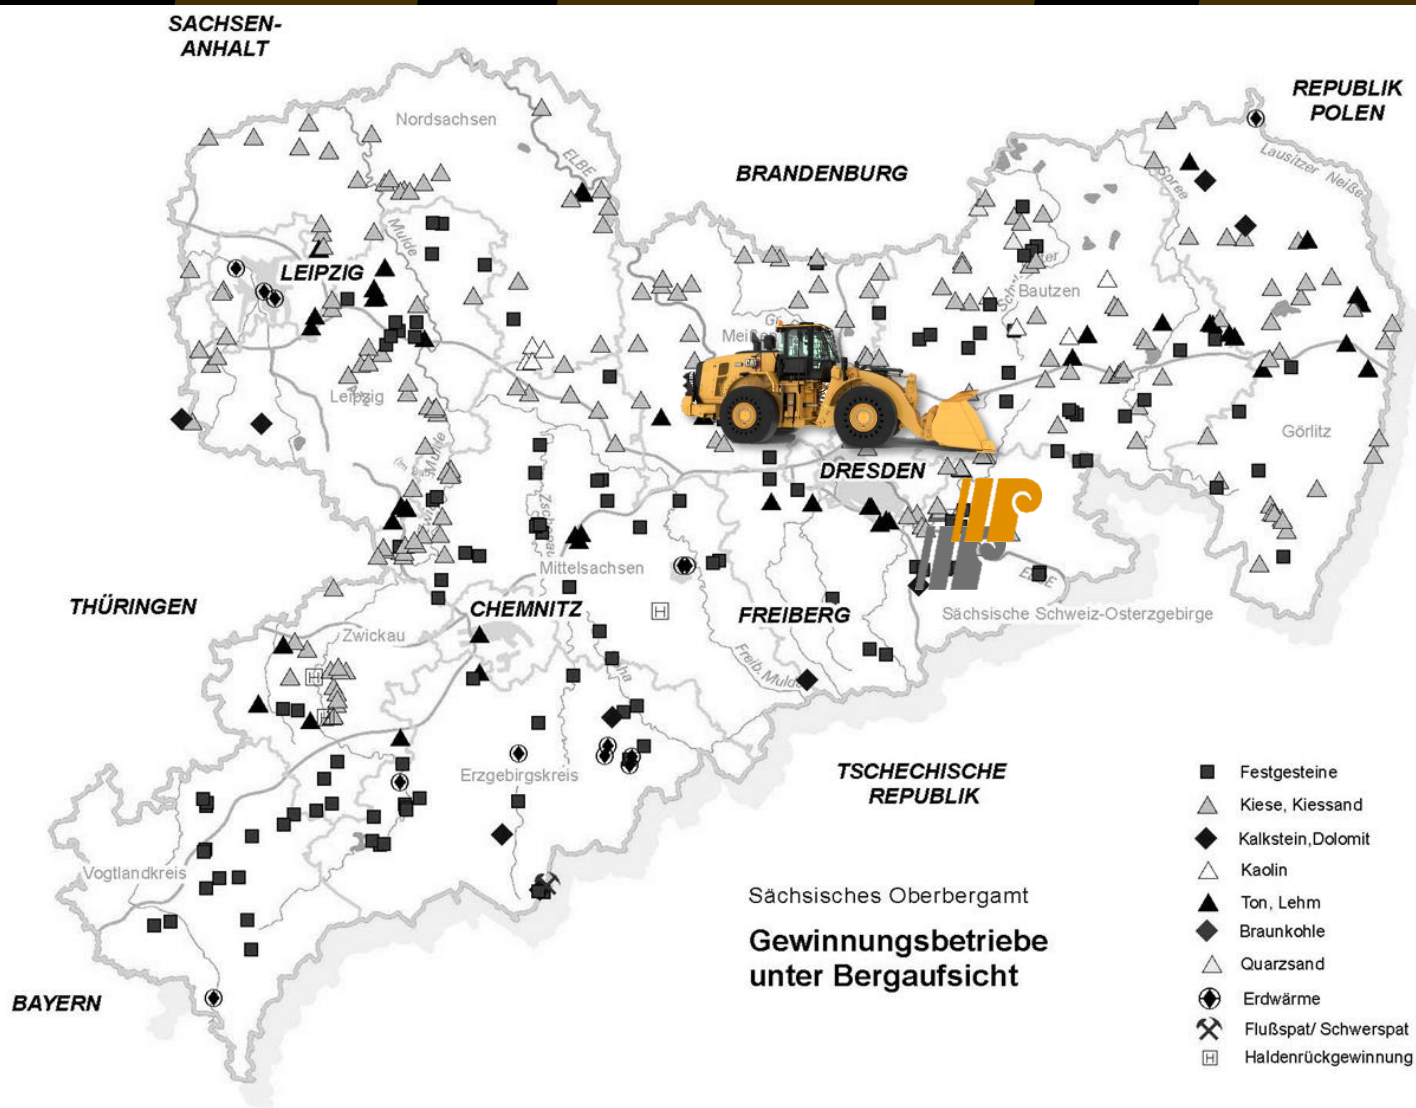 SACHSEN-
ANHALT
REPUBLIK
POLEN
Nordsachsen
ELBE
BRANDENBURG
Lausitzer Neiße
Spree
Mulde
LEIPZIG
Bautzen
Leipzig
Görlitz
DRESDEN
Mittelsachsen
THÜRINGEN
CHEMNITZ
FREIBERG
Sächsische Schweiz-Osterzgebirge
Zwickau
H
H
H
Freib. Mulde
Erzgebirgskreis
TSCHECHISCHE
REPUBLIK
Vogtlandkreis
BAYERN
Sächsisches Oberbergamt
Gewinnungsbetriebe
unter Bergaufsicht
Festgesteine
Kiese, Kiessand
Kalkstein,Dolomit
Kaolin
Ton, Lehm
Braunkohle
Quarzsand
Erdwärme
Flußspat/ Schwerspat
H Haldenrückgewinnung